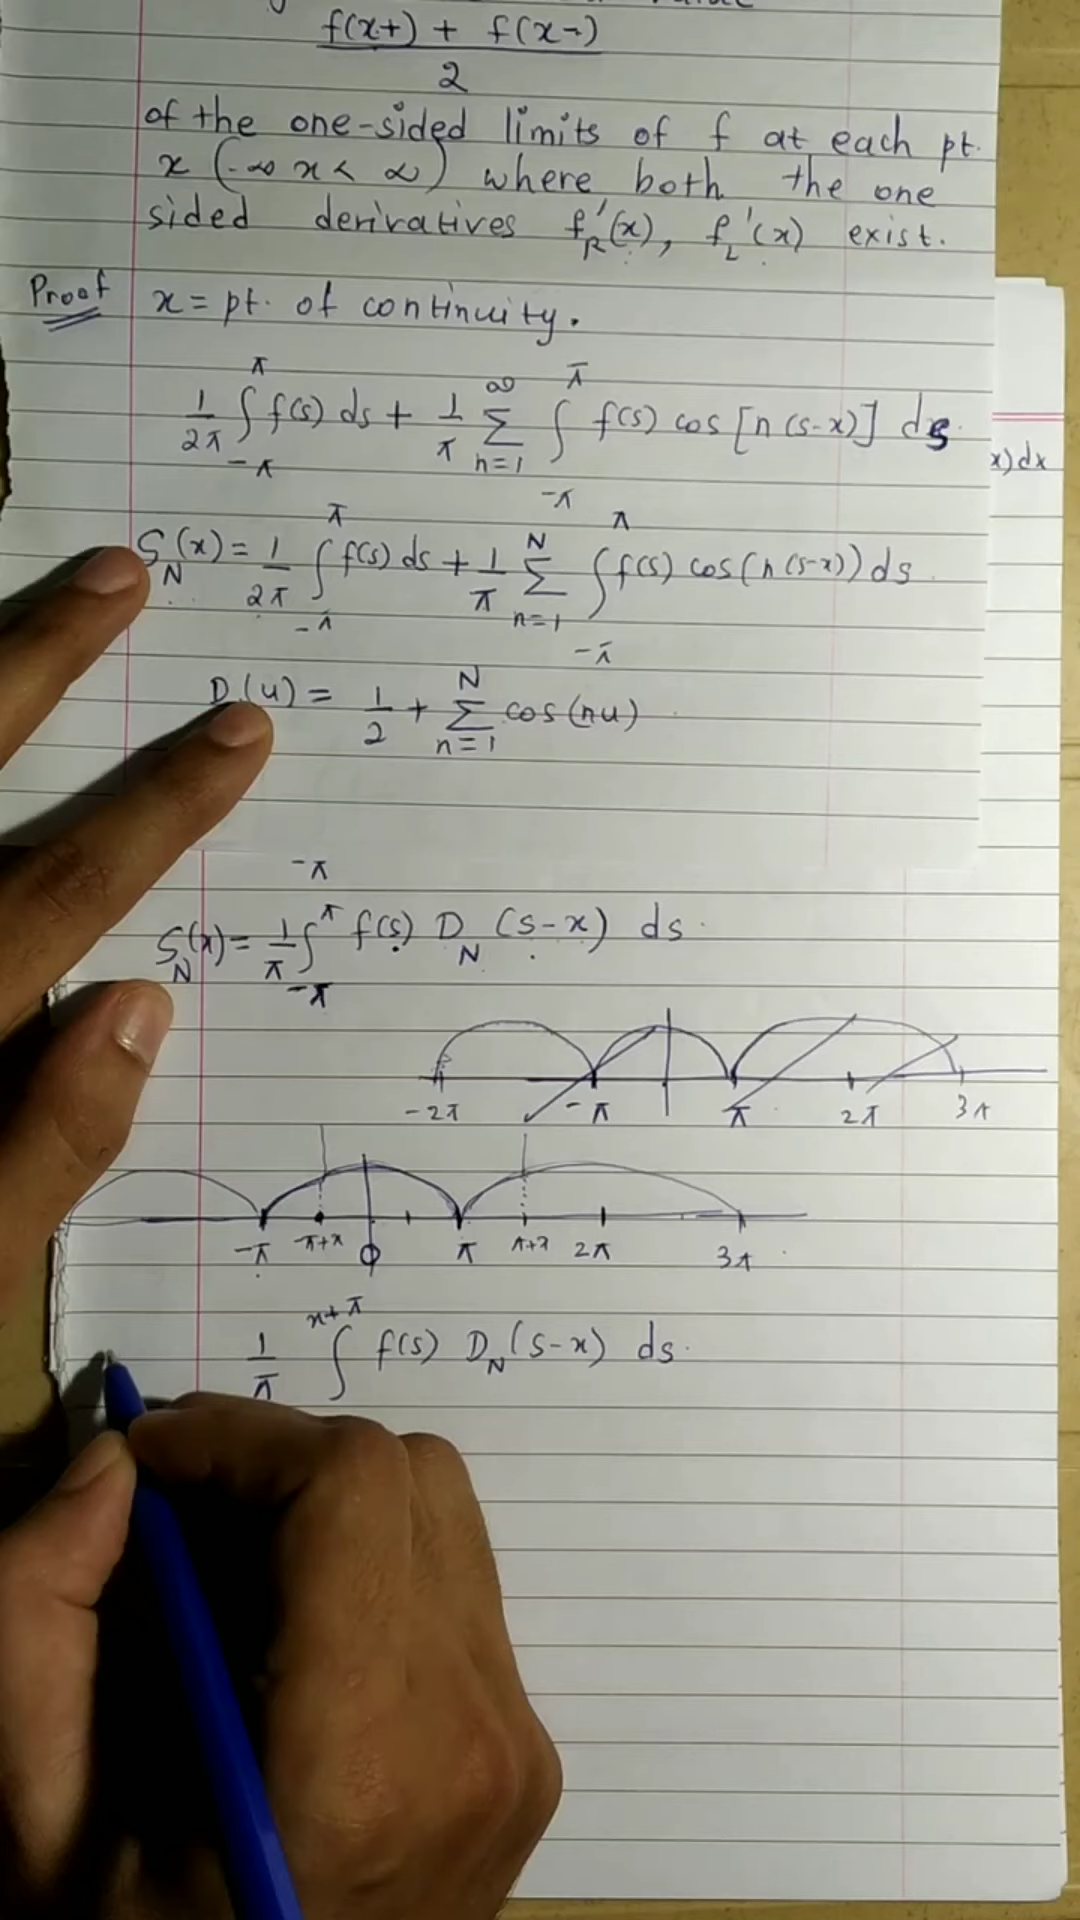 f(x+) + f(x-)
2
of the one-sided limits of f at each pt.
x (-∞ x < ∞) where both the one
sided derivatives f'R(x), f'L(x) exist.
Proof x = pt. of continuity.
1/2π ∫_{-π}^{π} f(s) ds + 1/π Σ_{n=1}^{∞} ∫_{-π}^{π} f(s) cos [n (s-x)] ds.
x) dx
S_N(x) = 1/2π ∫_{-π}^{π} f(s) ds + 1/π Σ_{n=1}^{N} ∫_{-π}^{π} f(s) cos (n (s-x)) ds.
D (u) = 1/2 + Σ_{n=1}^{N} cos (nu)
-π
S_N(x) = 1/π ∫_{-π}^{π} f(s) D_N (s-x) ds.
-2π -π π 2π 3π
-π -π+x 0 π π+x 2π 3π
1/π ∫^{x+π} f(s) D_N (s-x) ds.